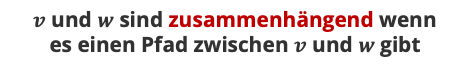 v und w sind zusammenhängend wenn
es einen Pfad zwischen v und w gibt